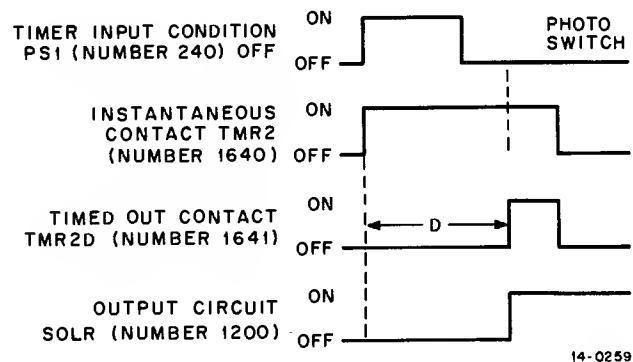 TIMER INPUT CONDITION
PS1 (NUMBER 240) OFF
ON
OFF
PHOTO
SWITCH
INSTANTANEOUS
CONTACT TMR2
(NUMBER 1640)
ON
OFF
TIMED OUT CONTACT
TMR2D (NUMBER 1641)
ON
OFF
D
OUTPUT CIRCUIT
SOLR (NUMBER 1200)
ON
OFF
14-0259